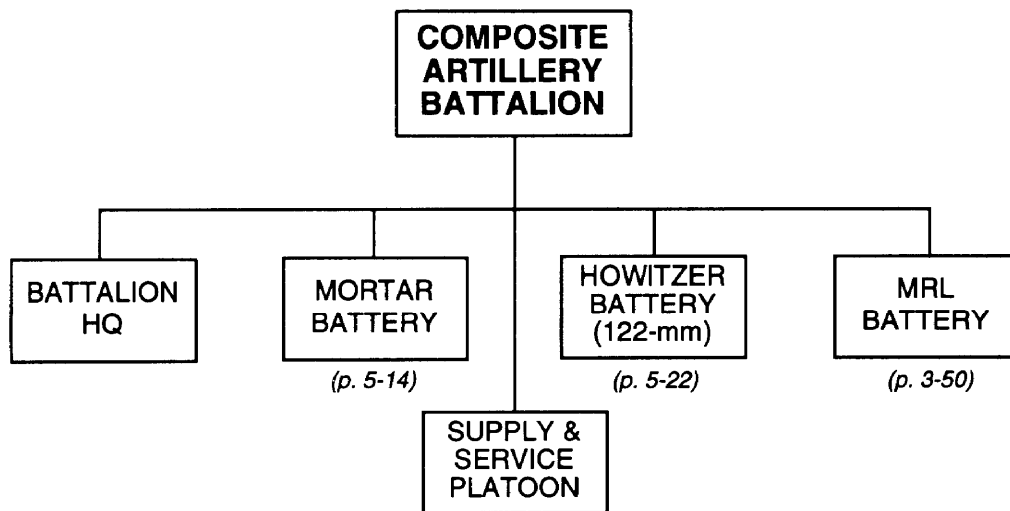 COMPOSITE
ARTILLERY
BATTALION
BATTALION
HQ
MORTAR
BATTERY
(p. 5-14)
HOWITZER
BATTERY
(122-mm)
(p. 5-22)
MRL
BATTERY
(p. 3-50)
SUPPLY &
SERVICE
PLATOON